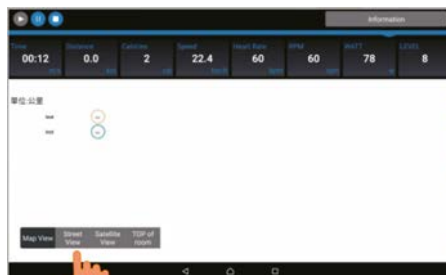 Information
Time Distance Calories Speed Heart Rate RPM WATT LEVEL
00:12 0.0 2 22.4 60 60 78 8
單位:公里
Map View Street View Satellite View TOP of room